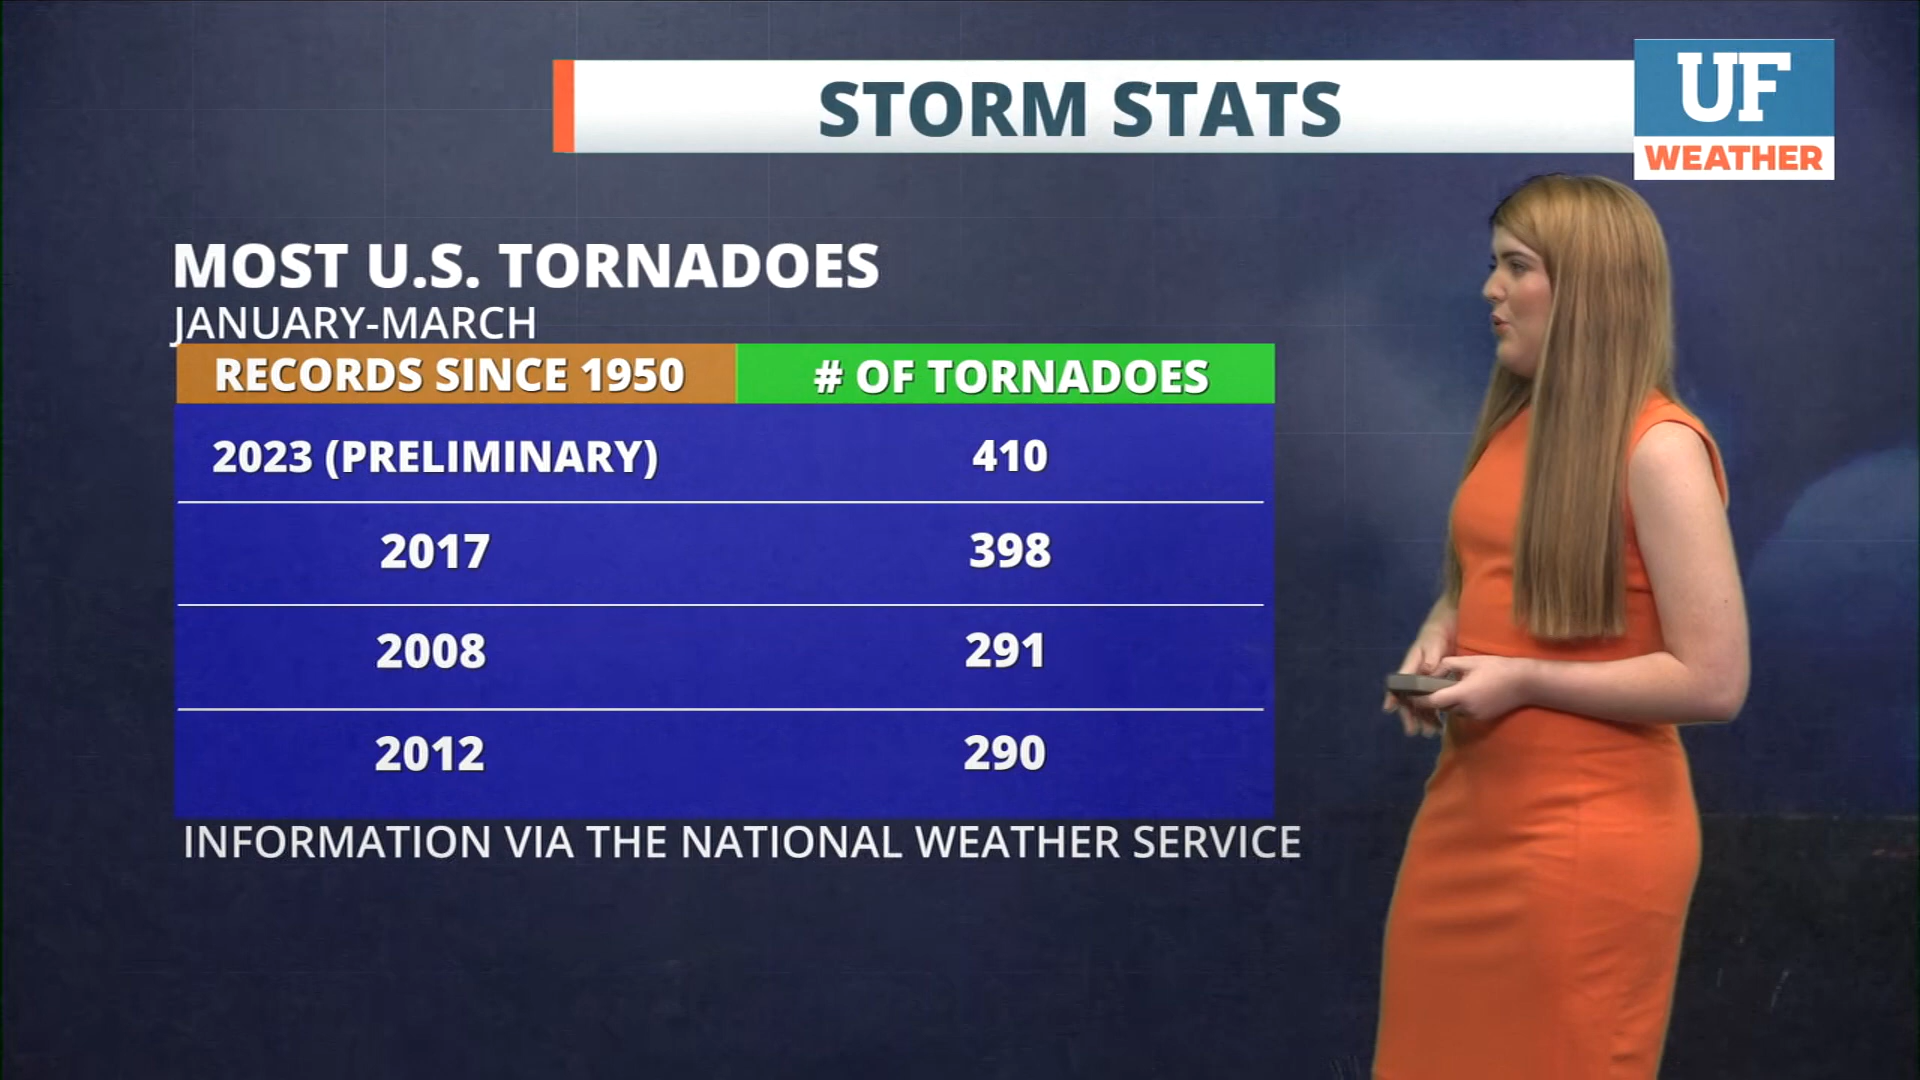 STORM STATS
UF
WEATHER
MOST U.S. TORNADOES
JANUARY-MARCH
RECORDS SINCE 1950 # OF TORNADOES
2023 (PRELIMINARY) 410
2017 398
2008 291
2012 290
INFORMATION VIA THE NATIONAL WEATHER SERVICE